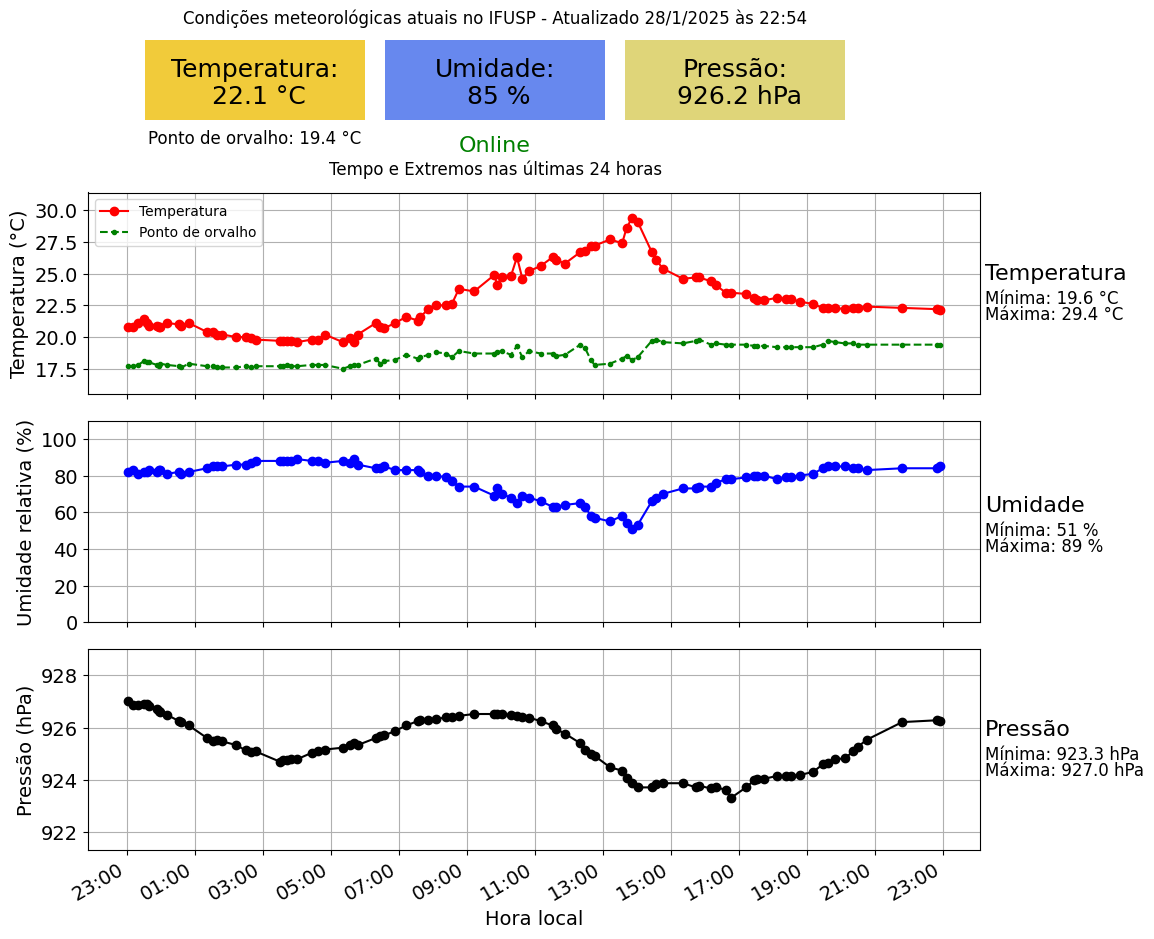 Condições meteorológicas atuais no IFUSP - Atualizado 28/1/2025 às 22:54
Temperatura:
22.1 °C
Umidade:
85 %
Pressão:
926.2 hPa
Ponto de orvalho: 19.4 °C
Online
Tempo e Extremos nas últimas 24 horas
Temperatura (°C)
30.0
27.5
25.0
22.5
20.0
17.5
Temperatura
Ponto de orvalho
Temperatura
Mínima: 19.6 °C
Máxima: 29.4 °C
Umidade relativa (%)
100
80
60
40
20
0
Umidade
Mínima: 51 %
Máxima: 89 %
Pressão (hPa)
928
926
924
922
Pressão
Mínima: 923.3 hPa
Máxima: 927.0 hPa
23:00 01:00 03:00 05:00 07:00 09:00 11:00 13:00 15:00 17:00 19:00 21:00 23:00
Hora local